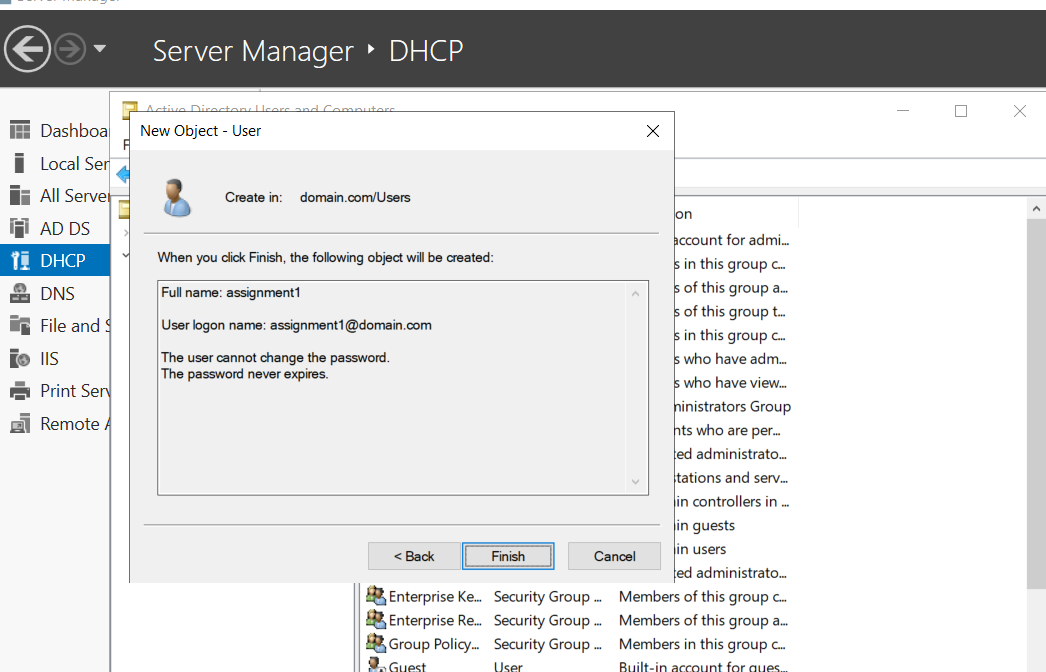 Server Manager
Server Manager ‣ DHCP
Active Directory Users and Computers
New Object - User
Create in: domain.com/Users
When you click Finish, the following object will be created:
Full name: assignment1
User logon name: assignment1@domain.com
The user cannot change the password.
The password never expires.
< Back Finish Cancel
Dashboa
Local Ser
All Server
AD DS
DHCP
DNS
File and S
IIS
Print Serv
Remote A
F
on
account for admi...
s in this group c...
s of this group a...
s of this group t...
s in this group c...
s who have adm...
s who have view...
ministrators Group
nts who are per...
ted administrato...
stations and serv...
in controllers in ...
in guests
in users
ted administrato...
Enterprise Ke... Security Group ... Members of this group c...
Enterprise Re... Security Group ... Members of this group a...
Group Policy... Security Group ... Members in this group c...
Guest User Built-in account for gues...